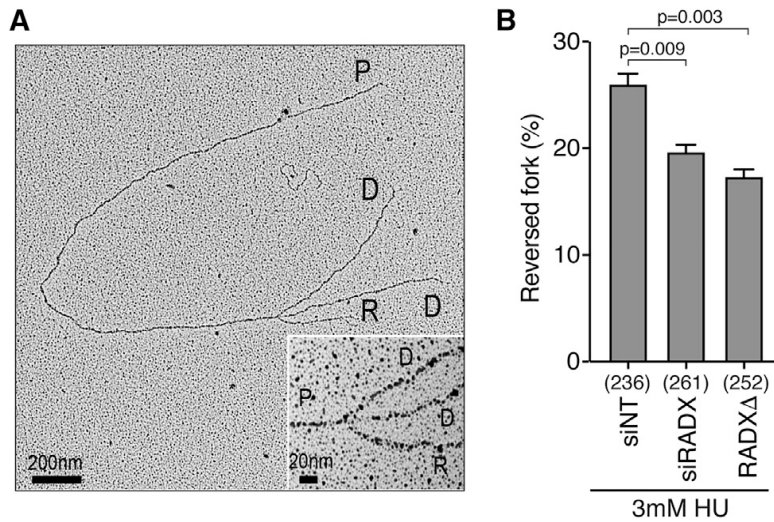 A
P
D
R
D
P
D
D
R
200nm
20nm
B
p=0.003
p=0.009
Reversed fork (%)
30
20
10
0
(236) (261) (252)
siNT siRADX RADXΔ
3mM HU